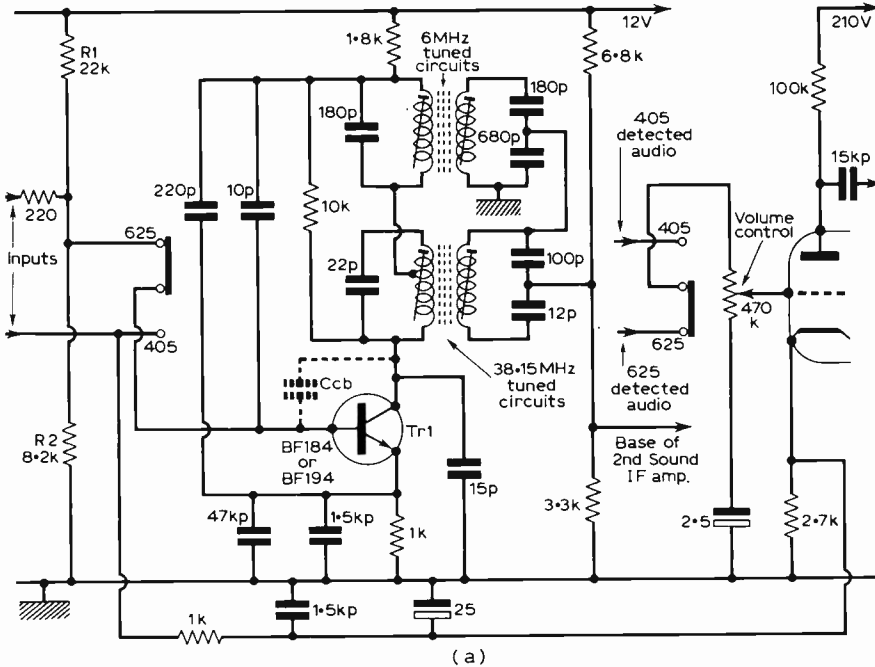 12V
210V
R1
22k
1·8k
6MHz
tuned
circuits
6·8k
100k
180p
180p
680p
405
detected
audio
15kp
220p
10p
10k
220
625
Inputs
405
22p
100p
12p
405
Volume
control
470
k
625
38·15MHz
tuned
circuits
625
detected
audio
Ccb
Tr1
R2
8·2k
BF184
or
BF194
Base of
2nd Sound
IF amp.
15p
47kp
1·5kp
1k
3·3k
2·5
2·7k
1·5kp
25
1k
(a)